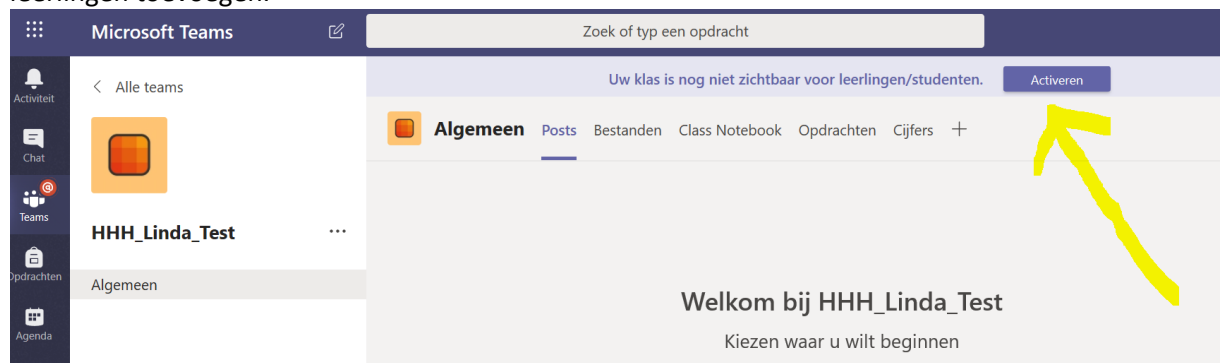 leerlingen toevoegen.
Microsoft Teams
Zoek of typ een opdracht
Activiteit
Chat
Teams
Opdrachten
Agenda
< Alle teams
HHH_Linda_Test
...
Algemeen
Uw klas is nog niet zichtbaar voor leerlingen/studenten. Activeren
Algemeen Posts Bestanden Class Notebook Opdrachten Cijfers +
Welkom bij HHH_Linda_Test
Kiezen waar u wilt beginnen